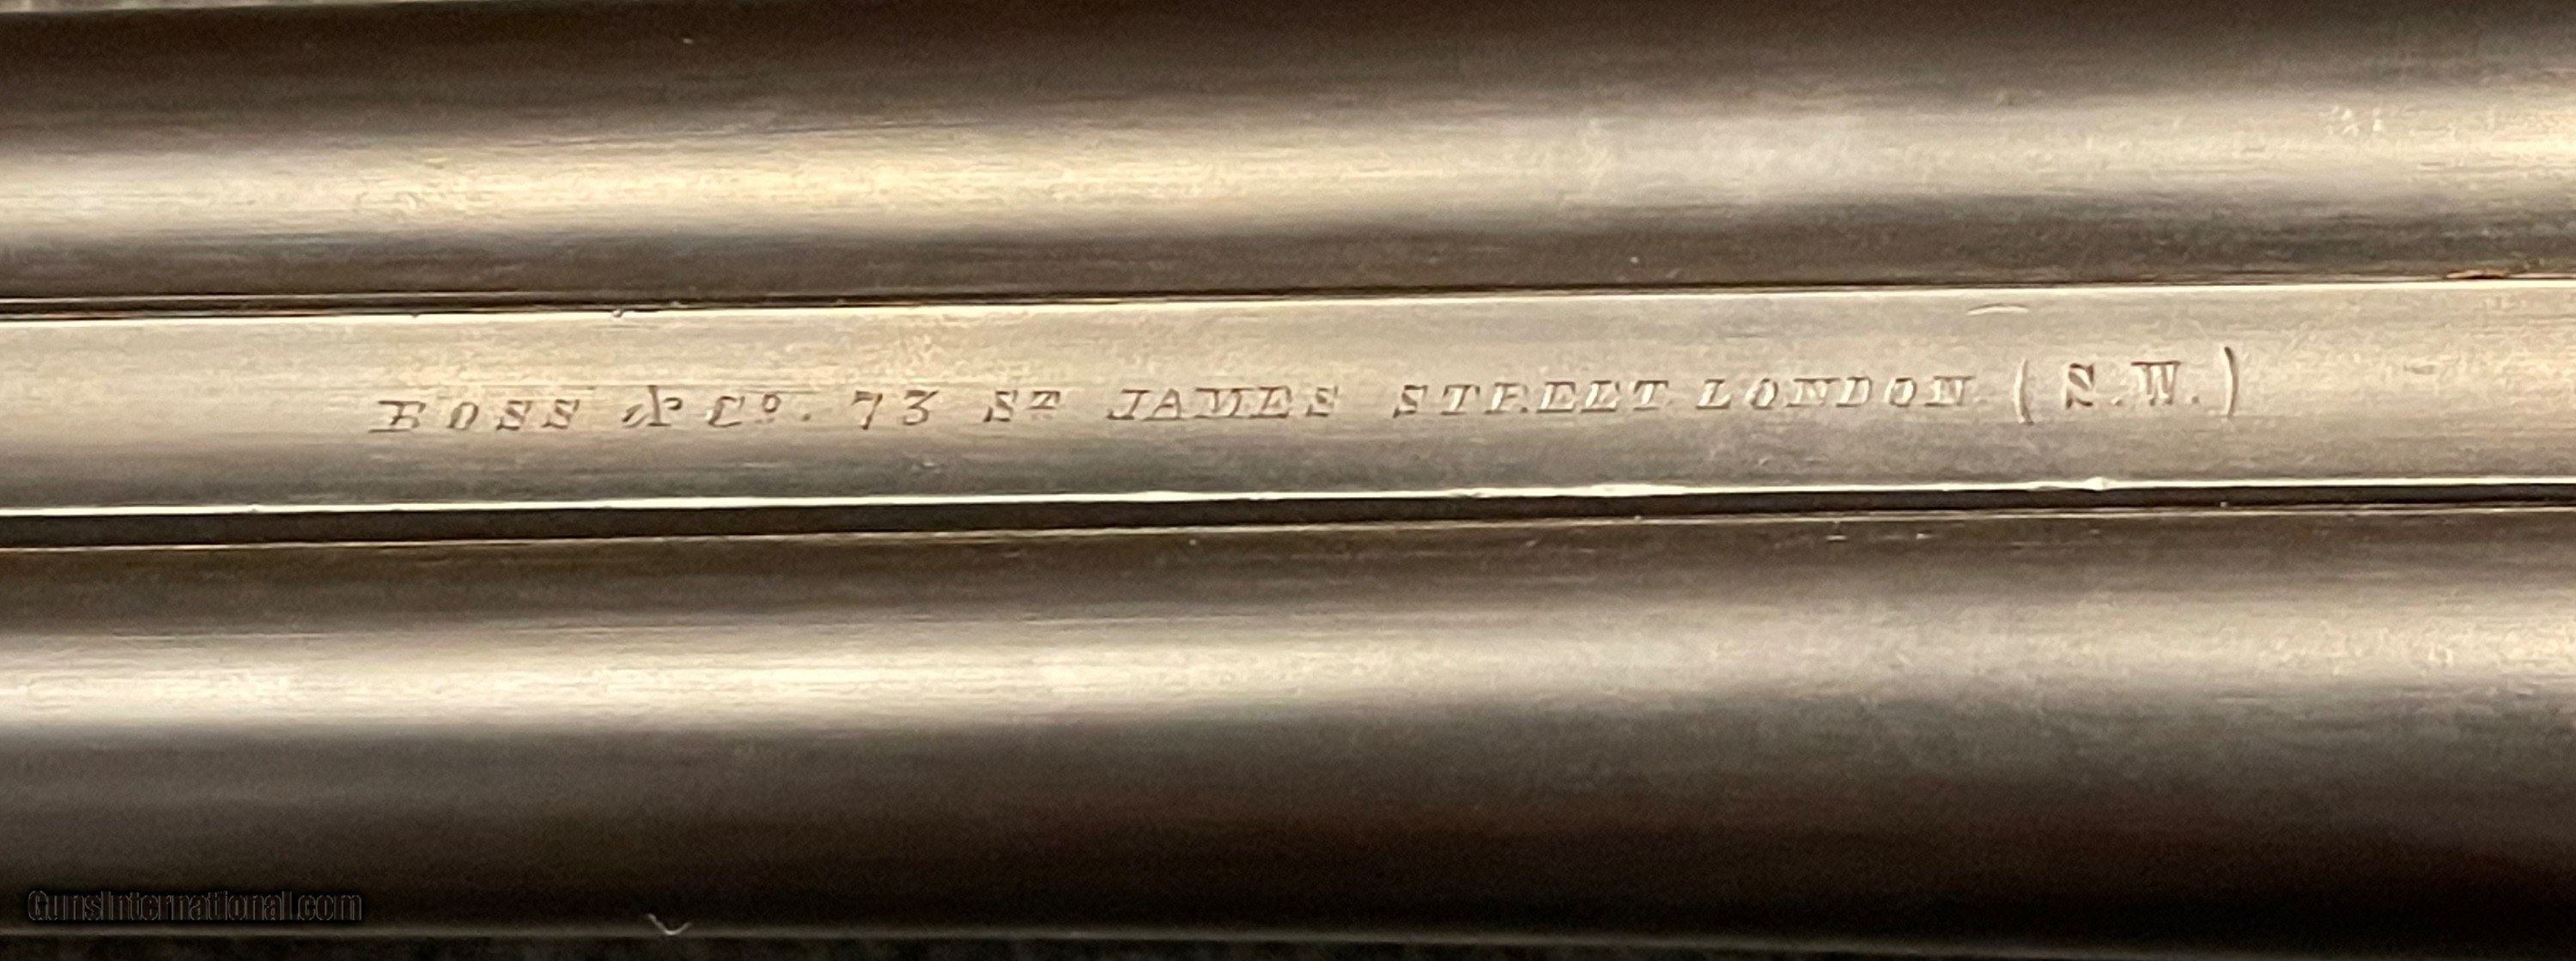 BOSS & Cº. 73 Sᵀ JAMES STREET LONDON (S.W.)
GunsInternational.com